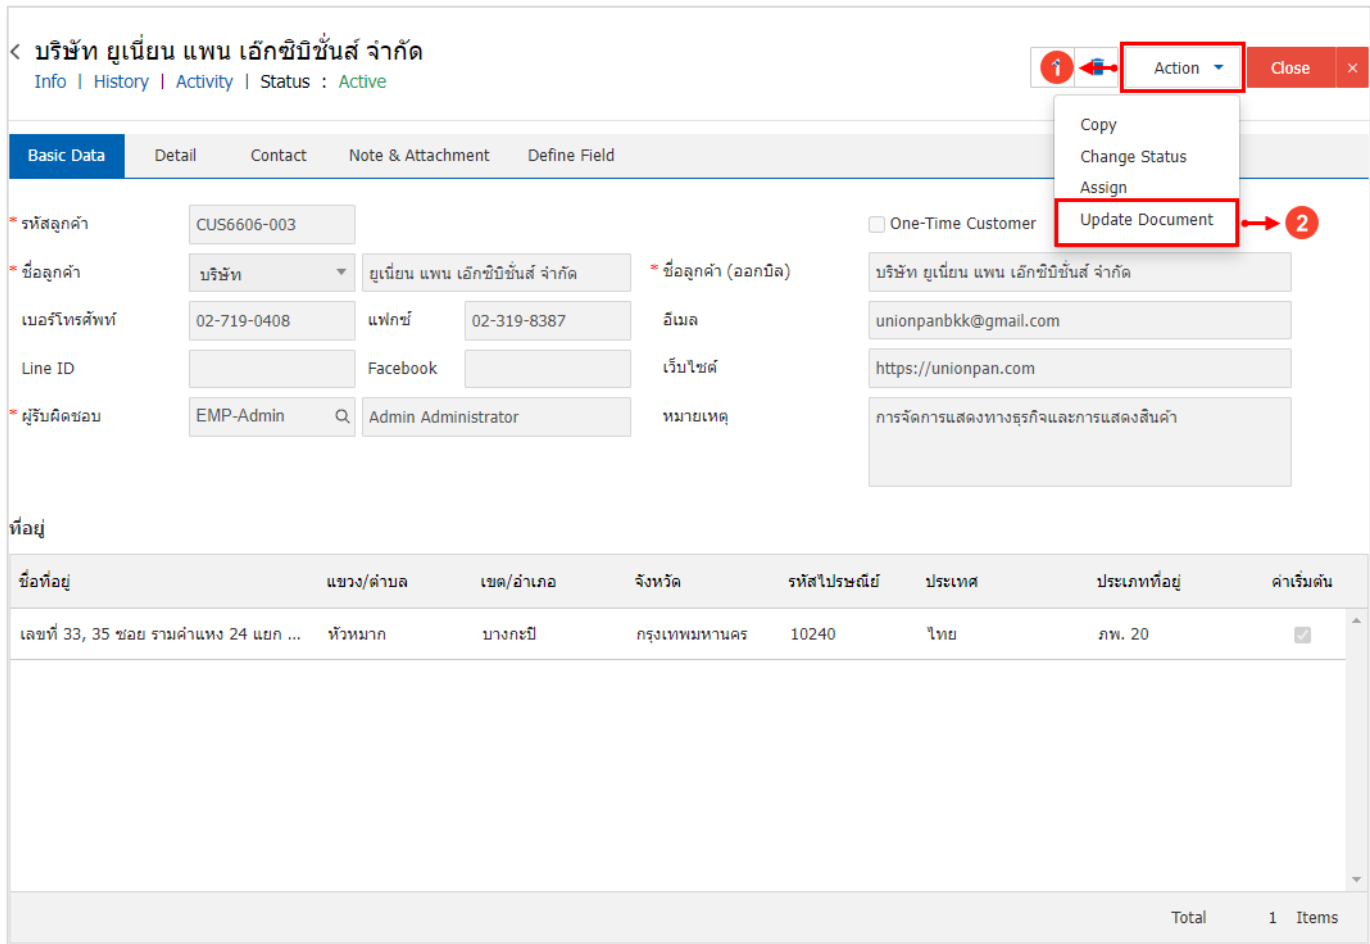 บริษัท ยูเนี่ยน แพน เอ๊กซิบิชั่นส์ จำกัด
Info | History | Activity | Status : Active
1
Action
Close
×
Copy
Change Status
Assign
Update Document
2
Basic Data
Detail
Contact
Note & Attachment
Define Field
* รหัสลูกค้า
CUS6606-003
One-Time Customer
* ชื่อลูกค้า
บริษัท
ยูเนี่ยน แพน เอ๊กซิบิชั่นส์ จำกัด
* ชื่อลูกค้า (ออกบิล)
บริษัท ยูเนี่ยน แพน เอ๊กซิบิชั่นส์ จำกัด
เบอร์โทรศัพท์
02-719-0408
แฟกซ์
02-319-8387
อีเมล
unionpanbkk@gmail.com
Line ID
Facebook
เว็บไซต์
https://unionpan.com
* ผู้รับผิดชอบ
EMP-Admin
Admin Administrator
หมายเหตุ
การจัดการแสดงทางธุรกิจและการแสดงสินค้า
ที่อยู่
ชื่อที่อยู่
แขวง/ตำบล
เขต/อำเภอ
จังหวัด
รหัสไปรษณีย์
ประเทศ
ประเภทที่อยู่
ค่าเริ่มต้น
เลขที่ 33, 35 ซอย รามคำแหง 24 แยก ...
หัวหมาก
บางกะปิ
กรุงเทพมหานคร
10240
ไทย
ภพ. 20
Total 1 Items